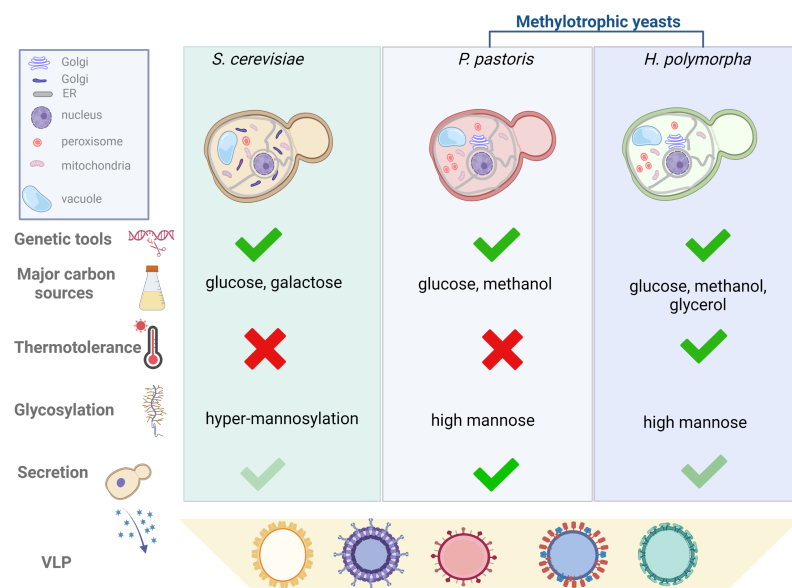 Methylotrophic yeasts
S. cerevisiae
P. pastoris
H. polymorpha
Golgi
Golgi
ER
nucleus
peroxisome
mitochondria
vacuole
Genetic tools
Major carbon
sources
glucose, galactose
glucose, methanol
glucose, methanol,
glycerol
Thermotolerance
Glycosylation
hyper-mannosylation
high mannose
high mannose
Secretion
VLP